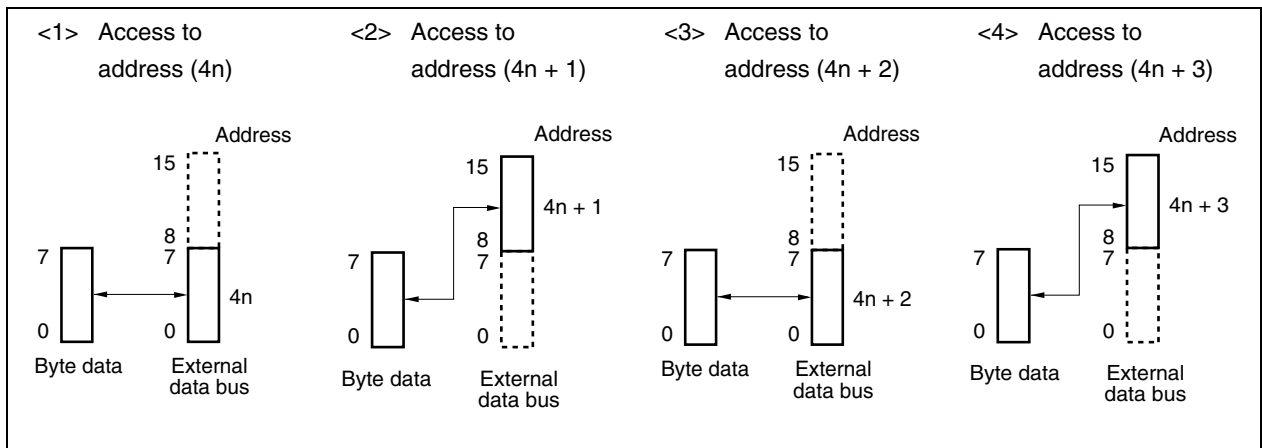 <1> Access to
address (4n)
Address
15
8
7
7
4n
0
0
Byte data
External
data bus
<2> Access to
address (4n + 1)
Address
15
4n + 1
8
7
7
0
0
Byte data
External
data bus
<3> Access to
address (4n + 2)
Address
15
8
7
7
4n + 2
0
0
Byte data
External
data bus
<4> Access to
address (4n + 3)
Address
15
4n + 3
8
7
7
0
0
Byte data
External
data bus